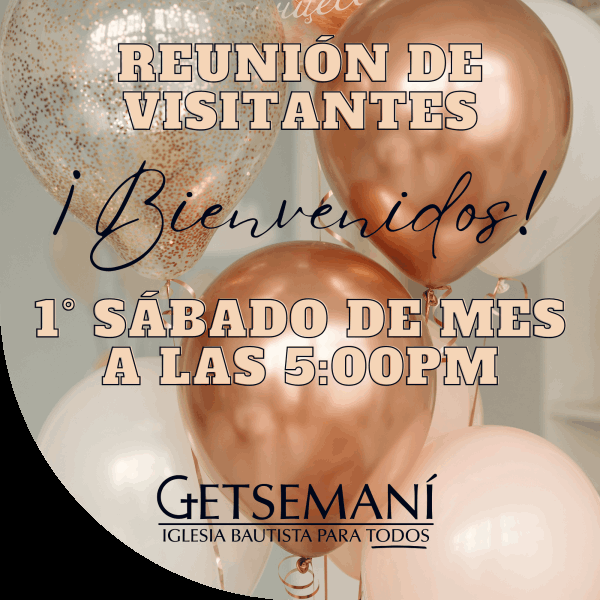 REUNIÓN DE
VISITANTES
¡Bienvenidos!
1° SÁBADO DE MES
A LAS 5:00PM
GETSEMANÍ
IGLESIA BAUTISTA PARA TODOS